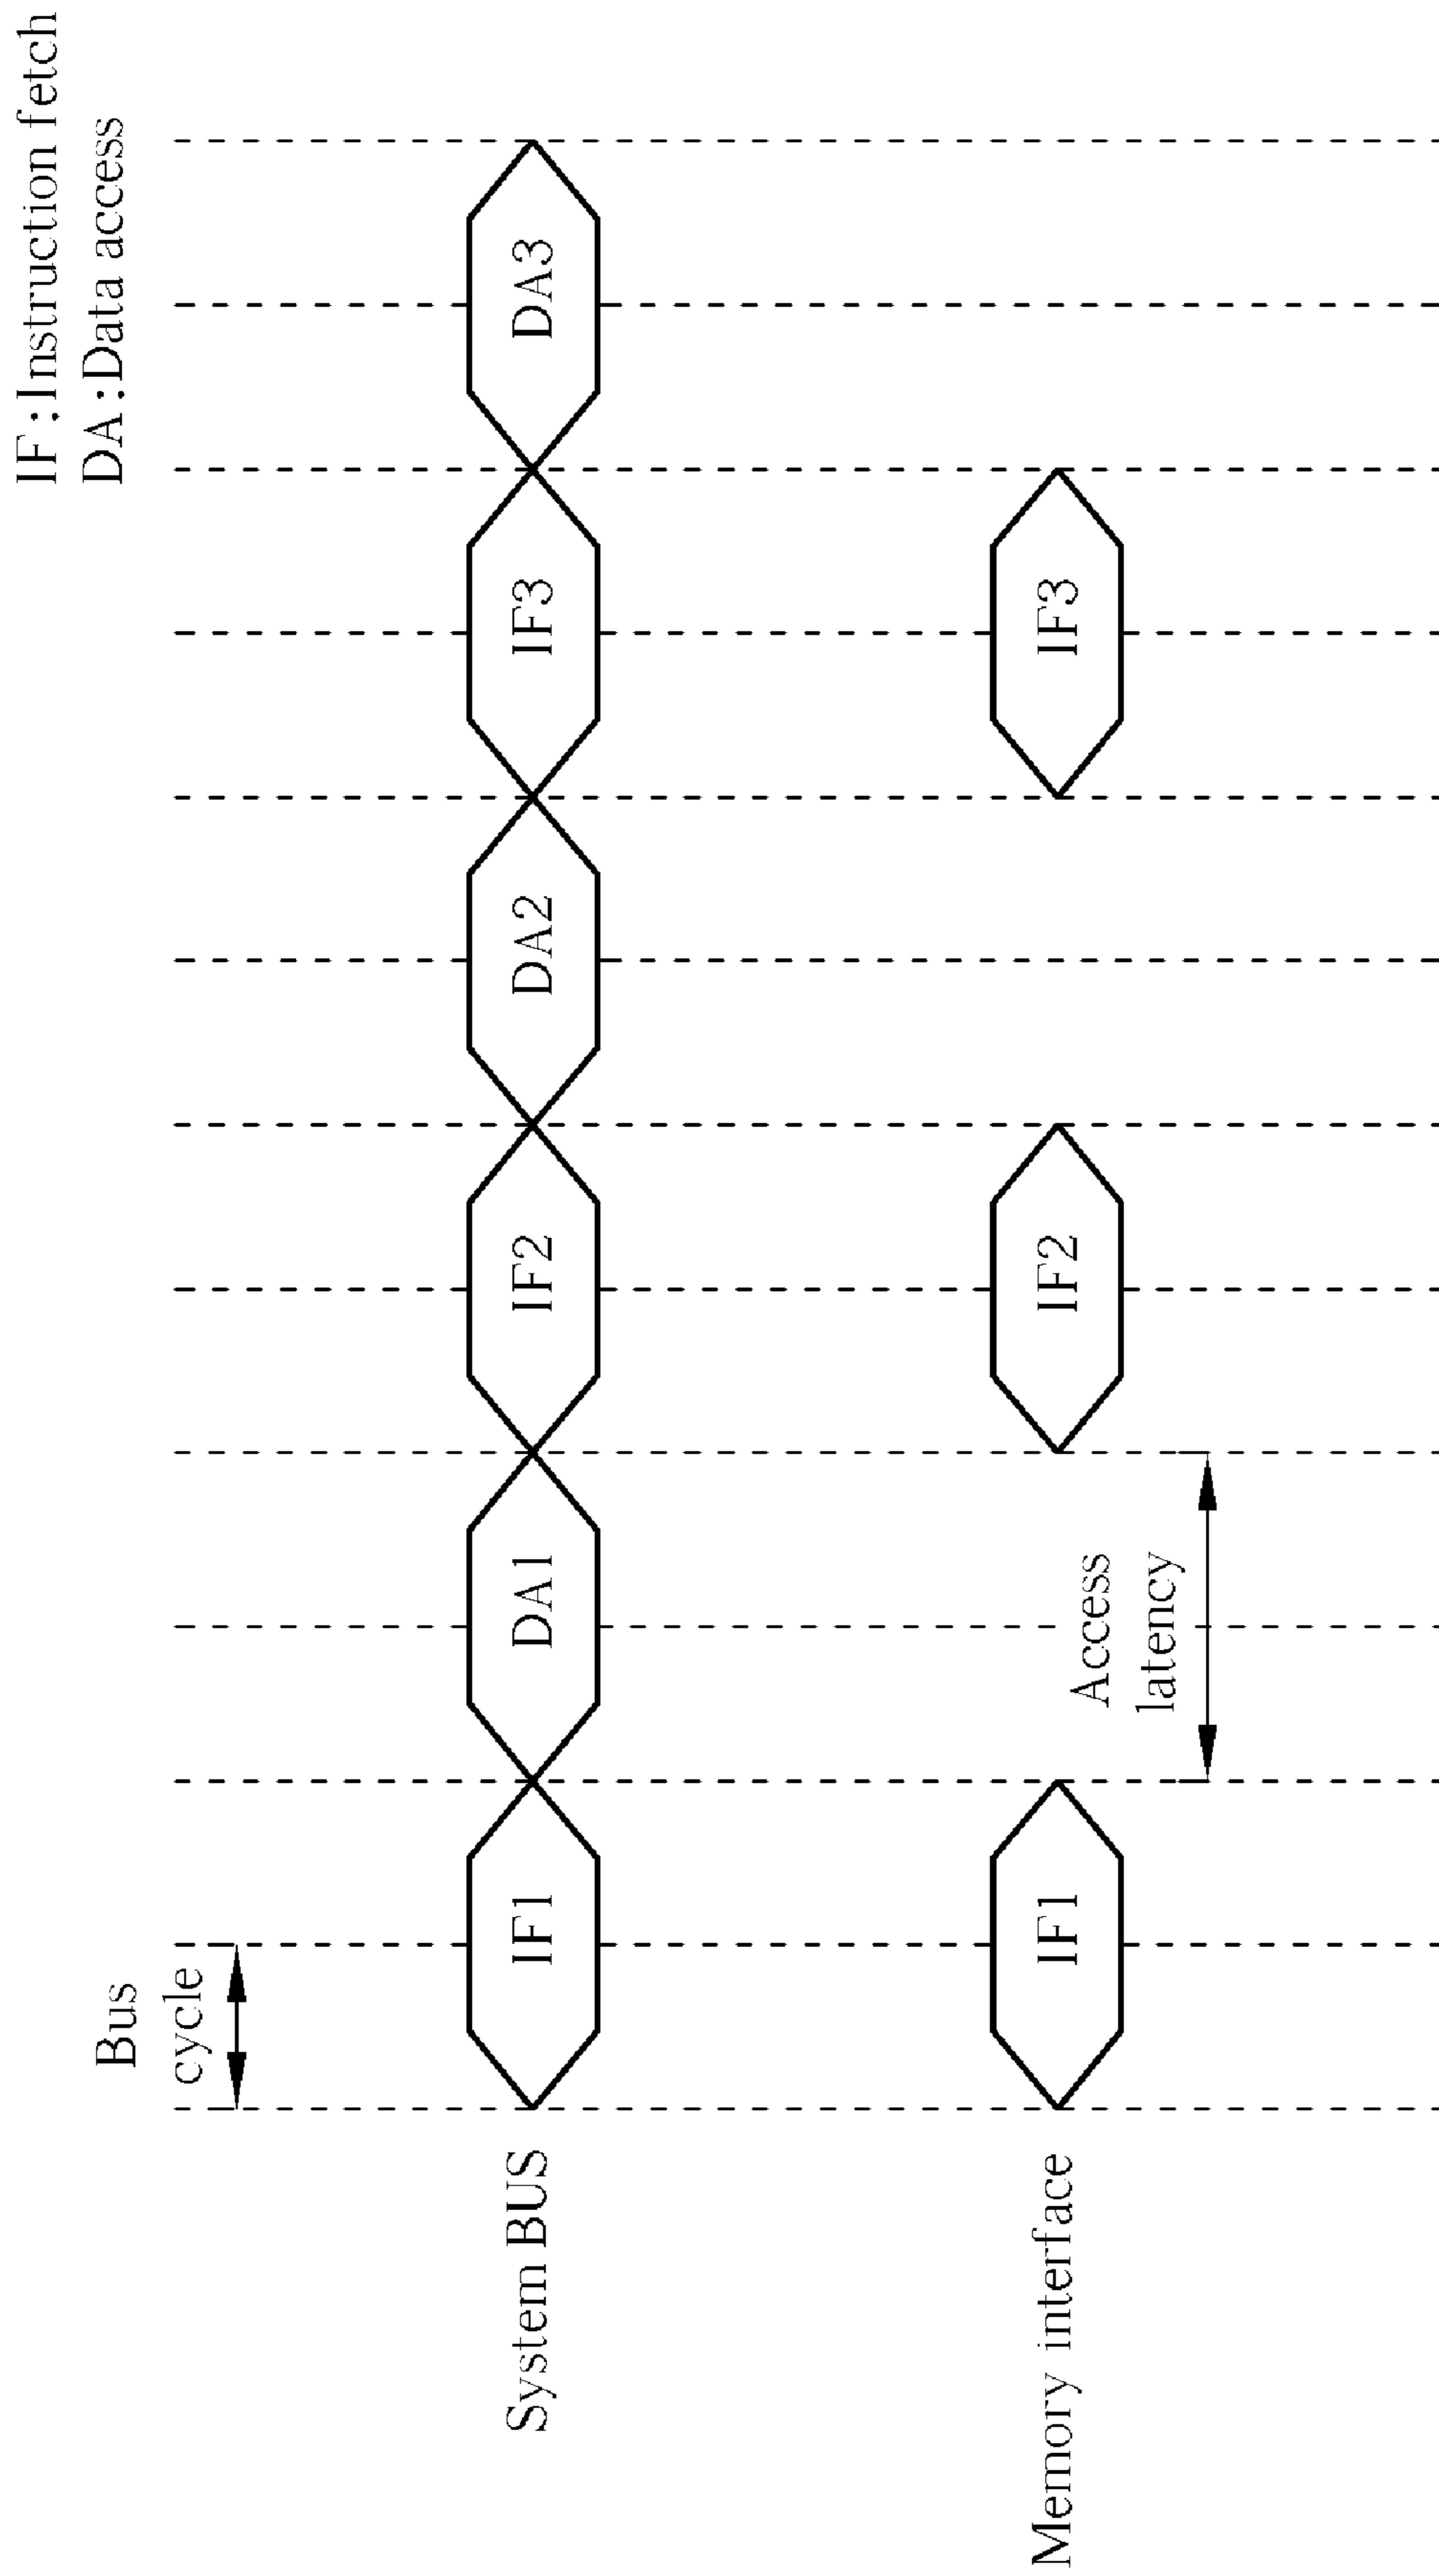 IF:Instruction fetch
DA:Data access
Bus
cycle
System BUS
IF1
DA1
IF2
DA2
IF3
DA3
Memory interface
IF1
Access
latency
IF2
IF3